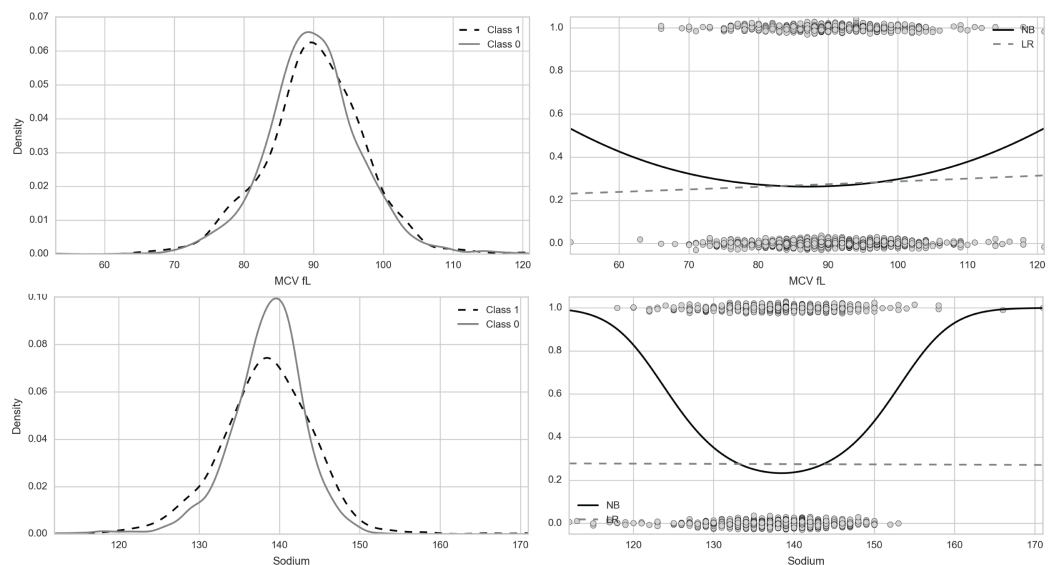 0.07
0.06
0.05
0.04
0.03
0.02
0.01
0.00
Density
60 70 80 90 100 110 120
MCV fL
Class 1
Class 0
1.0
0.8
0.6
0.4
0.2
0.0
60 70 80 90 100 110 120
MCV fL
NB
LR
0.10
0.08
0.06
0.04
0.02
0.00
Density
120 130 140 150 160 170
Sodium
Class 1
Class 0
1.0
0.8
0.6
0.4
0.2
0.0
120 130 140 150 160 170
Sodium
NB
LR